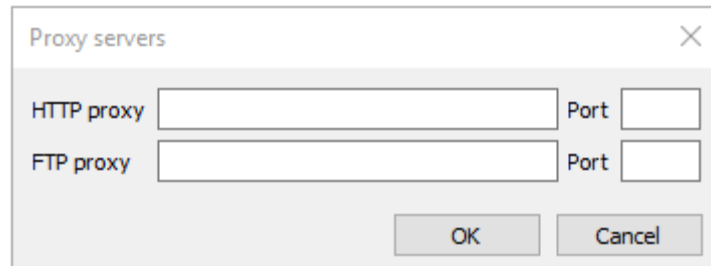 Proxy servers
HTTP proxy Port
FTP proxy Port
OK Cancel